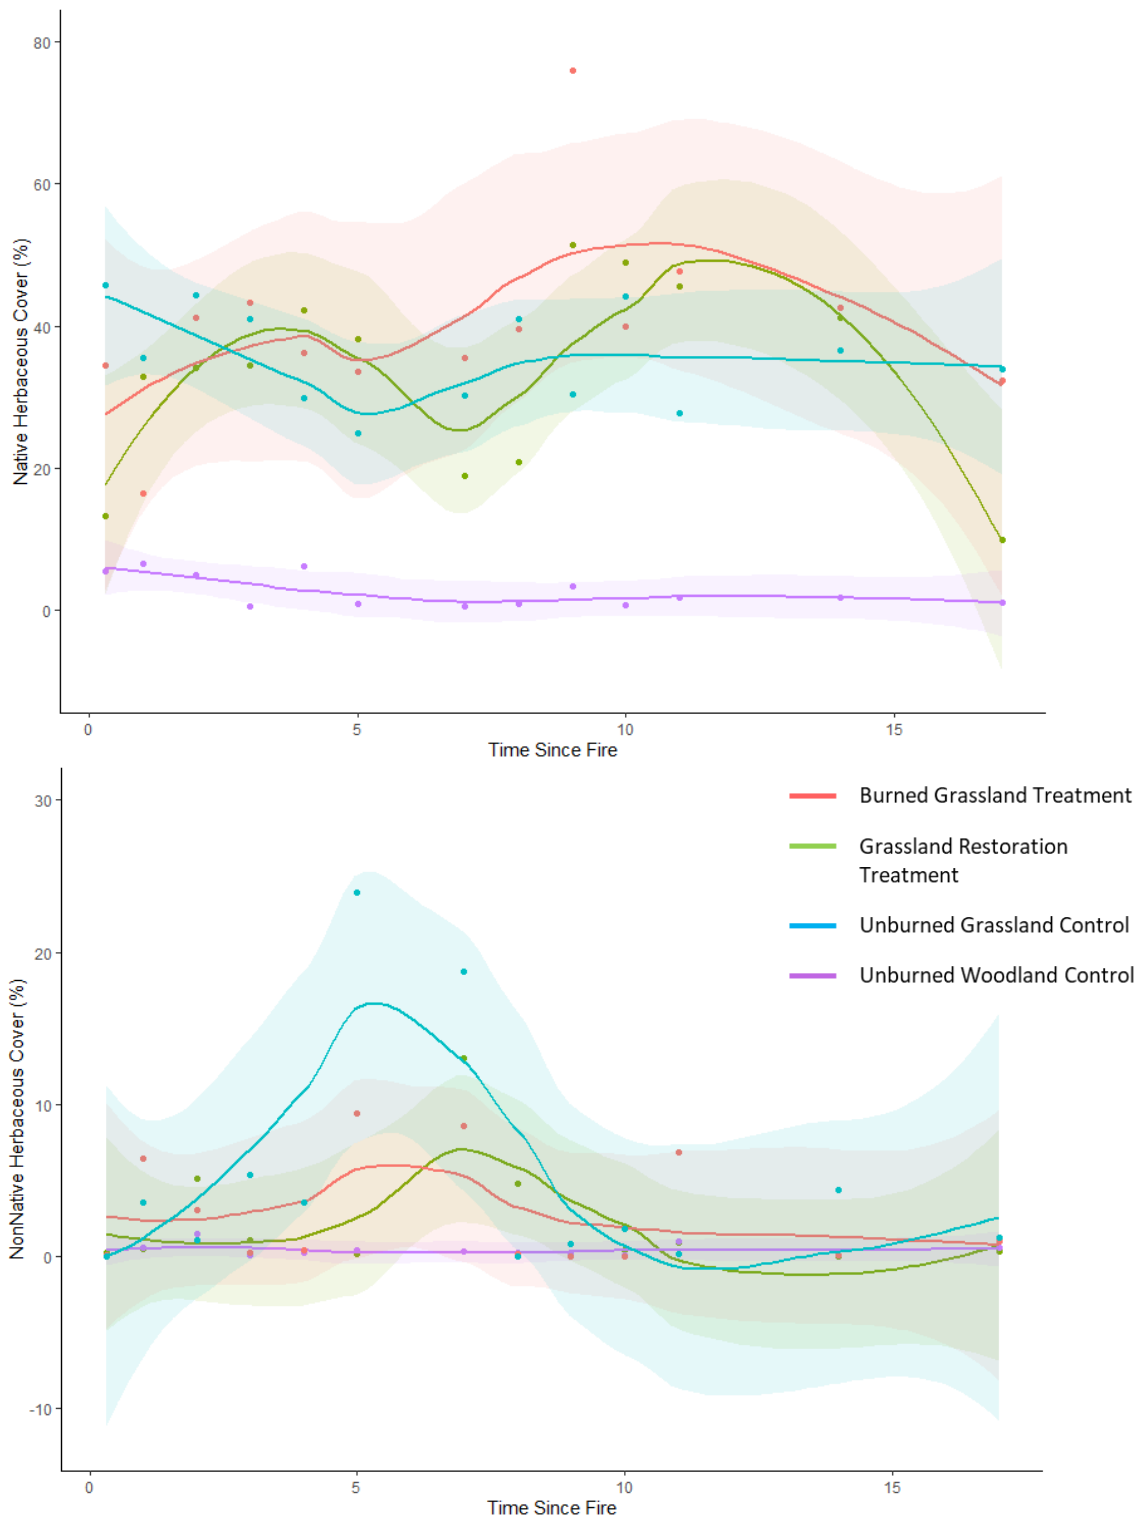 80
60
40
20
0
Native Herbaceous Cover (%)
0
5
10
15
Time Since Fire
30
20
10
0
-10
NonNative Herbaceous Cover (%)
Burned Grassland Treatment
Grassland Restoration
Treatment
Unburned Grassland Control
Unburned Woodland Control
0
5
10
15
Time Since Fire